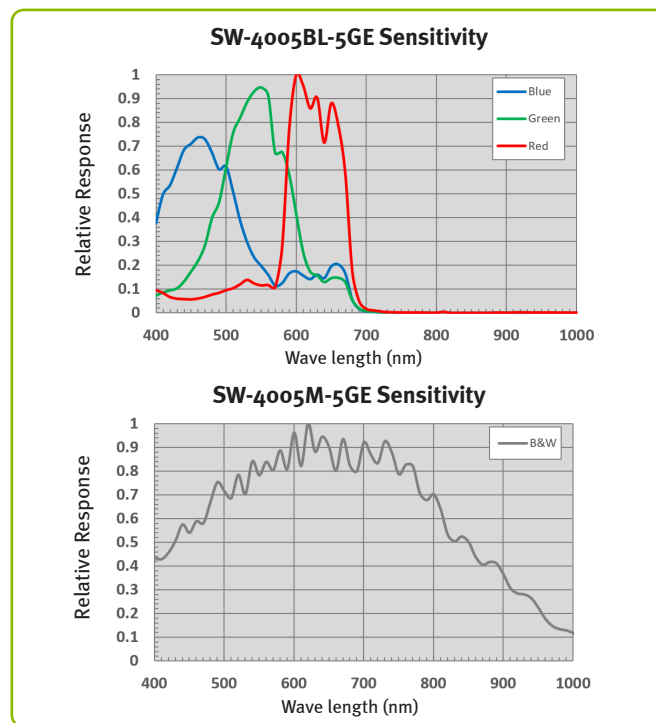 SW-4005BL-5GE Sensitivity
Relative Response
1
0.9
0.8
0.7
0.6
0.5
0.4
0.3
0.2
0.1
0
Blue
Green
Red
400 500 600 700 800 900 1000
Wave length (nm)
SW-4005M-5GE Sensitivity
Relative Response
1
0.9
0.8
0.7
0.6
0.5
0.4
0.3
0.2
0.1
0
B&W
400 500 600 700 800 900 1000
Wave length (nm)